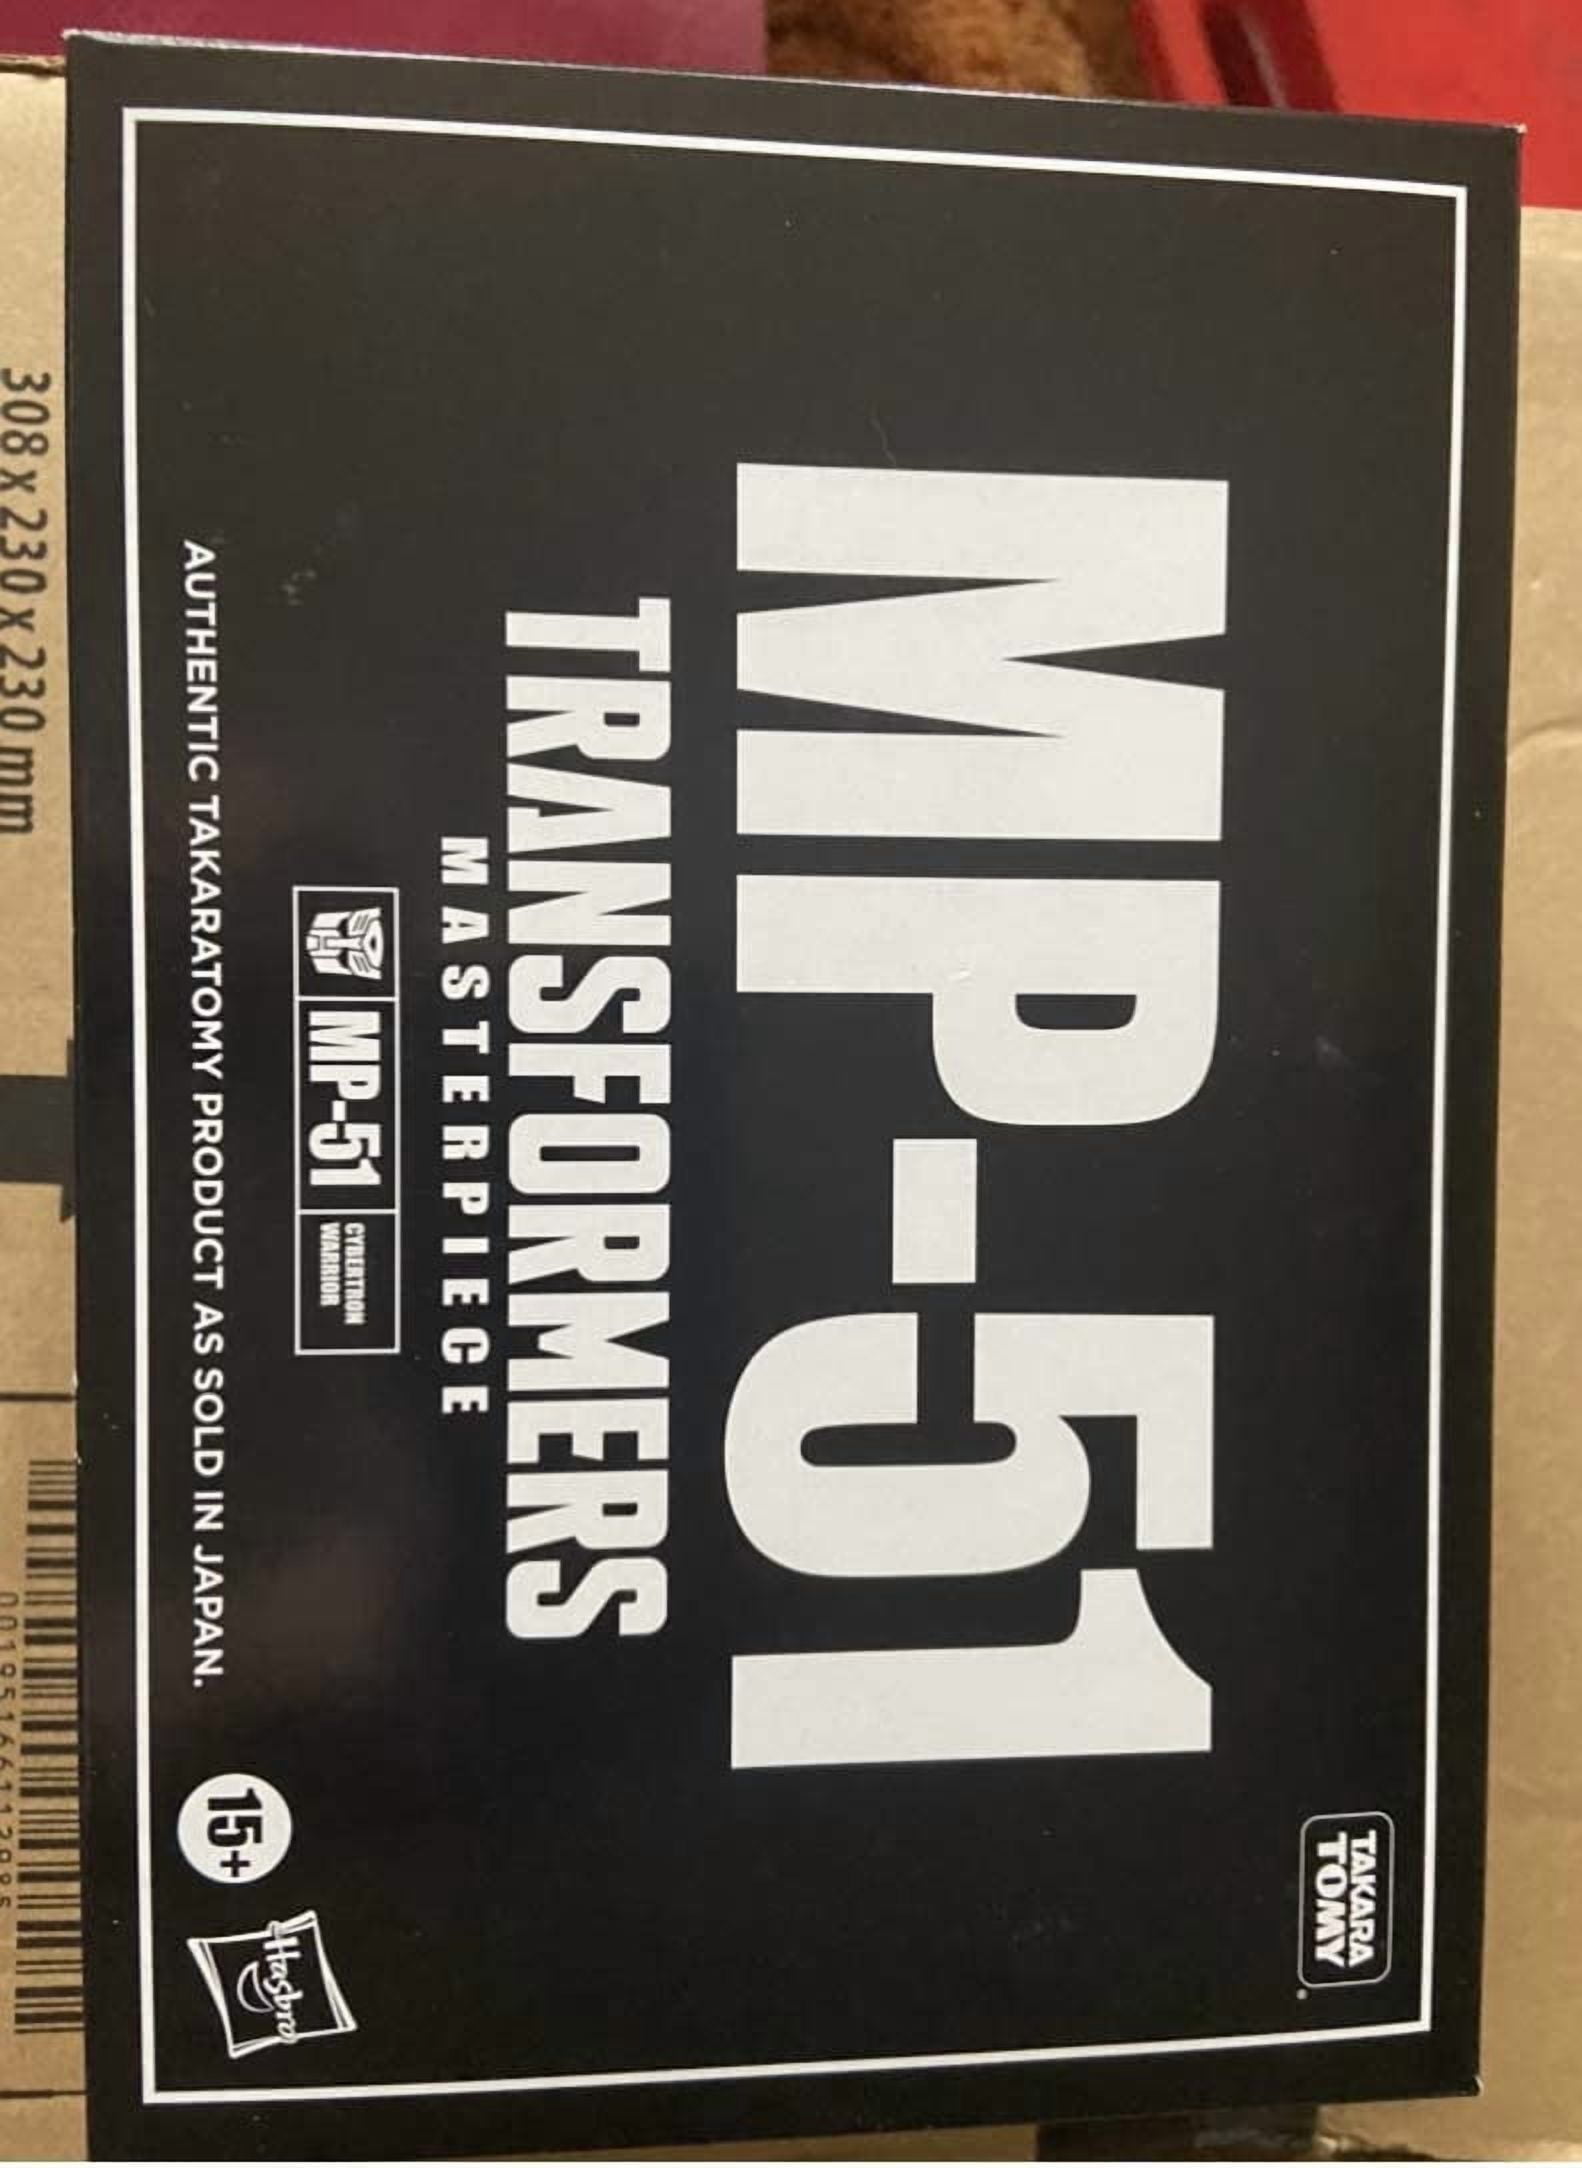 TAKARA
TOMY
MP-51
TRANSFORMERS
MASTERPIECE
MP-51
CYBERTRON
WARRIOR
AUTHENTIC TAKARATOMY PRODUCT AS SOLD IN JAPAN.
15+
Hasbro
308 x 230 x 230 mm